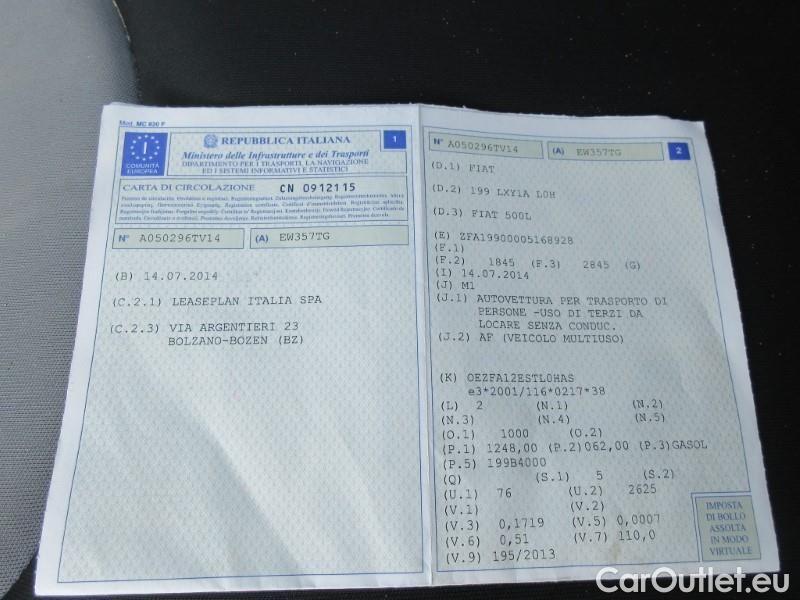 Mod. MC 820 F
I
COMUNITÀ
EUROPEA
REPUBBLICA ITALIANA
1
Ministero delle Infrastrutture e dei Trasporti
DIPARTIMENTO PER I TRASPORTI, LA NAVIGAZIONE
ED I SISTEMI INFORMATIVI E STATISTICI
CARTA DI CIRCOLAZIONE CN 0912115
N° A050296TV14 (A) EW357TG
(B) 14.07.2014
(C.2.1) LEASEPLAN ITALIA SPA
(C.2.3) VIA ARGENTIERI 23
BOLZANO-BOZEN (BZ)
N° A050296TV14 (A) EW357TG 2
(D.1) FIAT
(D.2) 199 LXY1A L0H
(D.3) FIAT 500L
(E) ZFA19900005168928
(F.1)
(F.2) 1845 (F.3) 2845 (G)
(I) 14.07.2014
(J) M1
(J.1) AUTOVETTURA PER TRASPORTO DI
PERSONE -USO DI TERZI DA
LOCARE SENZA CONDUC.
(J.2) AF (VEICOLO MULTIUSO)
(K) OEZFA12ESTL0HAS
e3*2001/116*0217*38
(L) 2 (N.1) (N.2)
(N.3) (N.4) (N.5)
(O.1) 1000 (O.2)
(P.1) 1248,00 (P.2)062,00 (P.3)GASOL
(P.5) 199B4000
(Q) (S.1) 5 (S.2)
(U.1) 76 (U.2) 2625
(V.1) (V.2)
(V.3) 0,1719 (V.5) 0,0007
(V.6) 0,51 (V.7) 110,0
(V.9) 195/2013
IMPOSTA
DI BOLLO
ASSOLTA
IN MODO
VIRTUALE
CarOutlet.eu